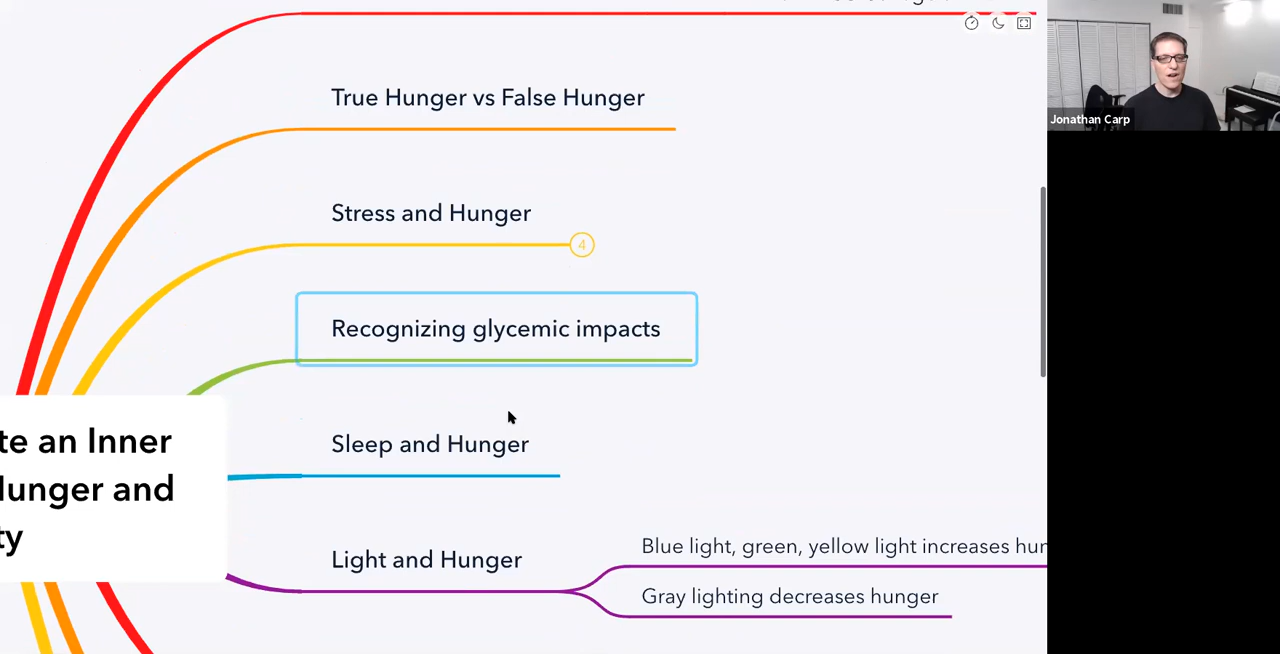 True Hunger vs False Hunger
Jonathan Carp
Stress and Hunger
4
Recognizing glycemic impacts
te an Inner
Hunger and
ty
Sleep and Hunger
Light and Hunger
Blue light, green, yellow light increases hun
Gray lighting decreases hunger